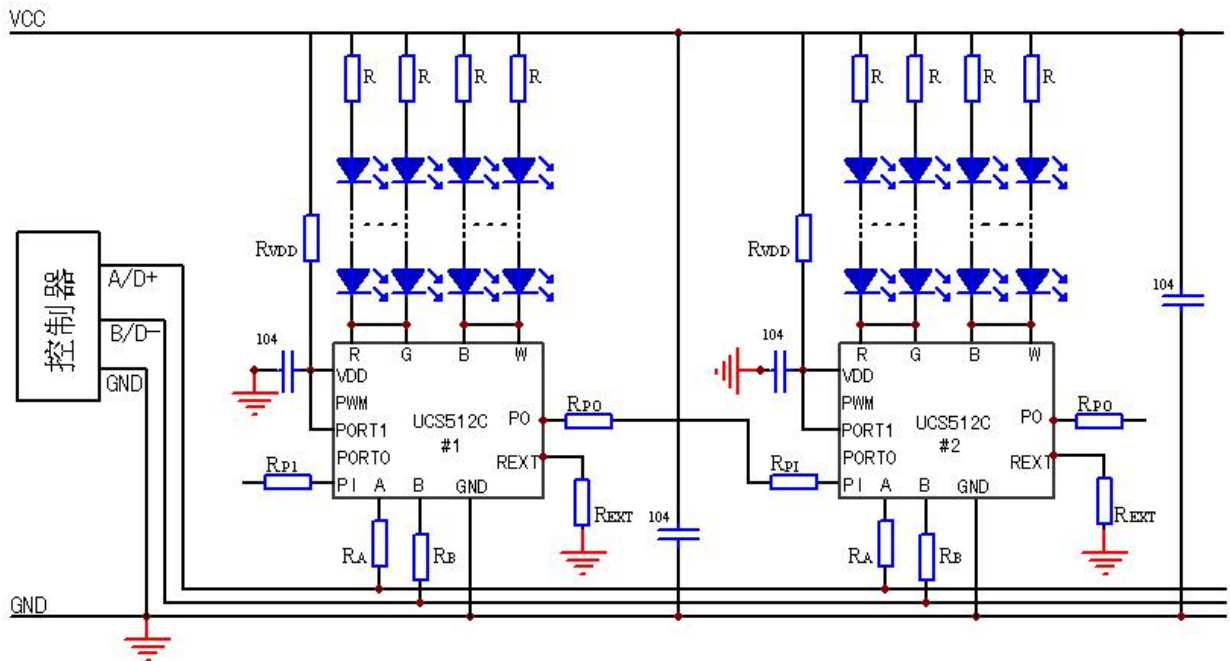 VCC
R R R R R R R R
RVDD RVDD
控制器
A/D+
B/D-
GND
104 104 104
R G B W R G B W
VDD VDD
PWM PWM
PORT1 UCS512C PO RPO PORT1 UCS512C PO RPO
#1 #2
PORT0 REXT PORT0 REXT
RPI PI A B GND RPI PI A B GND
REXT 104 REXT
RA RB RA RB
GND